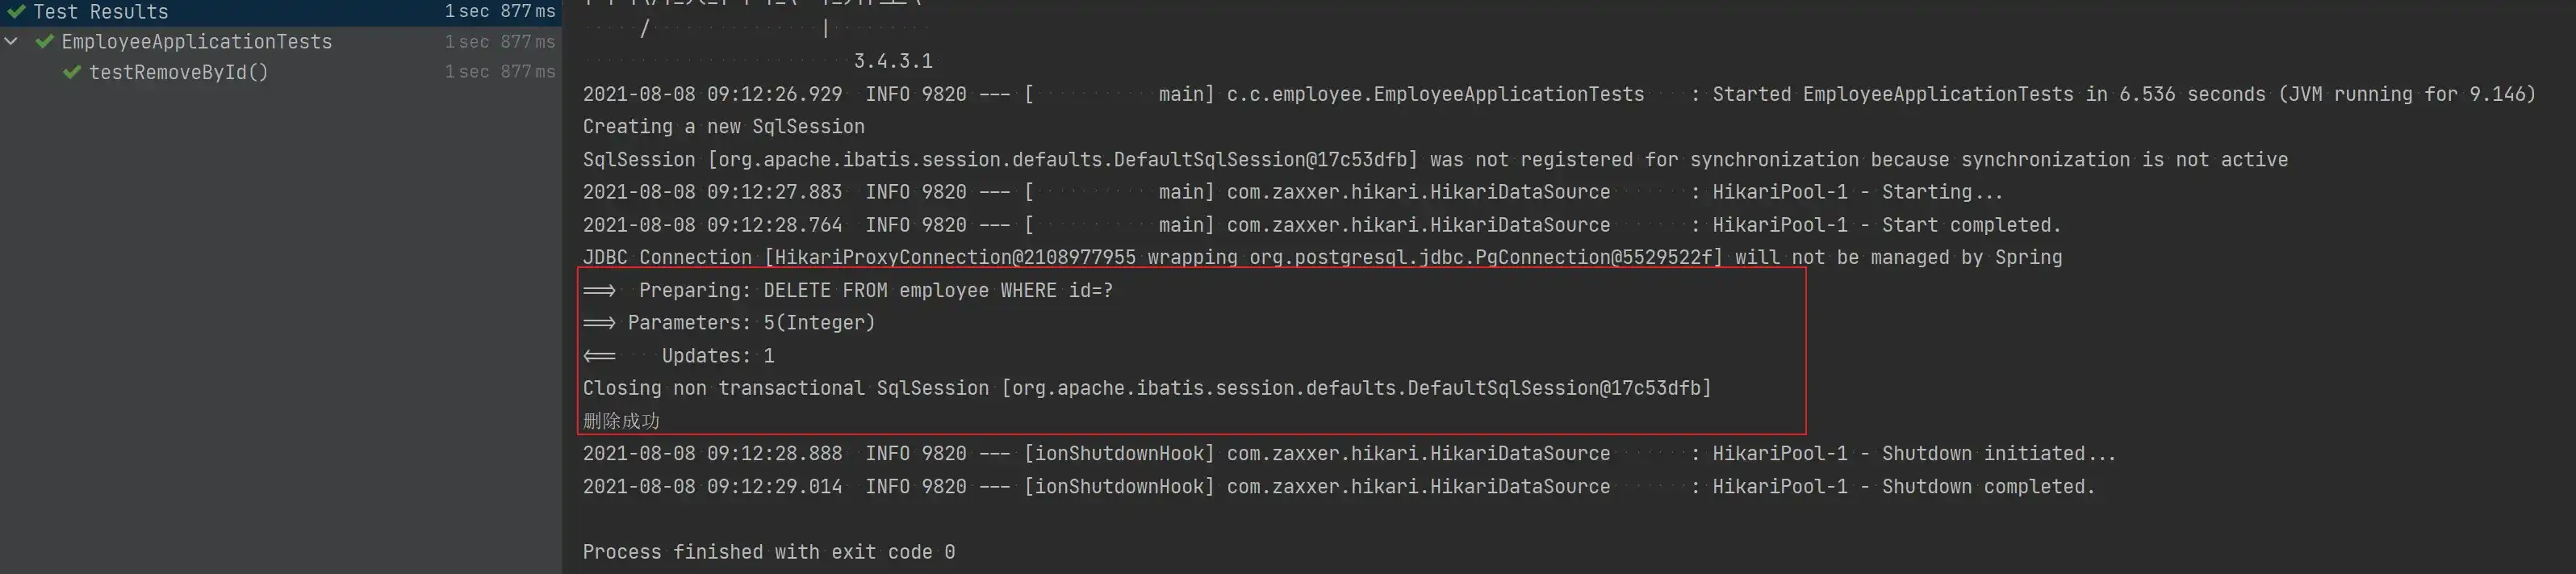 Test Results 1 sec 877 ms
EmployeeApplicationTests 1 sec 877 ms
testRemoveById() 1 sec 877 ms
/ |
3.4.3.1
2021-08-08 09:12:26.929  INFO 9820 --- [           main] c.c.employee.EmployeeApplicationTests    : Started EmployeeApplicationTests in 6.536 seconds (JVM running for 9.146)
Creating a new SqlSession
SqlSession [org.apache.ibatis.session.defaults.DefaultSqlSession@17c53dfb] was not registered for synchronization because synchronization is not active
2021-08-08 09:12:27.883  INFO 9820 --- [           main] com.zaxxer.hikari.HikariDataSource       : HikariPool-1 - Starting...
2021-08-08 09:12:28.764  INFO 9820 --- [           main] com.zaxxer.hikari.HikariDataSource       : HikariPool-1 - Start completed.
JDBC Connection [HikariProxyConnection@2108977955 wrapping org.postgresql.jdbc.PgConnection@5529522f] will not be managed by Spring
==>  Preparing: DELETE FROM employee WHERE id=?
==> Parameters: 5(Integer)
<==    Updates: 1
Closing non transactional SqlSession [org.apache.ibatis.session.defaults.DefaultSqlSession@17c53dfb]
删除成功
2021-08-08 09:12:28.888  INFO 9820 --- [ionShutdownHook] com.zaxxer.hikari.HikariDataSource       : HikariPool-1 - Shutdown initiated...
2021-08-08 09:12:29.014  INFO 9820 --- [ionShutdownHook] com.zaxxer.hikari.HikariDataSource       : HikariPool-1 - Shutdown completed.
Process finished with exit code 0